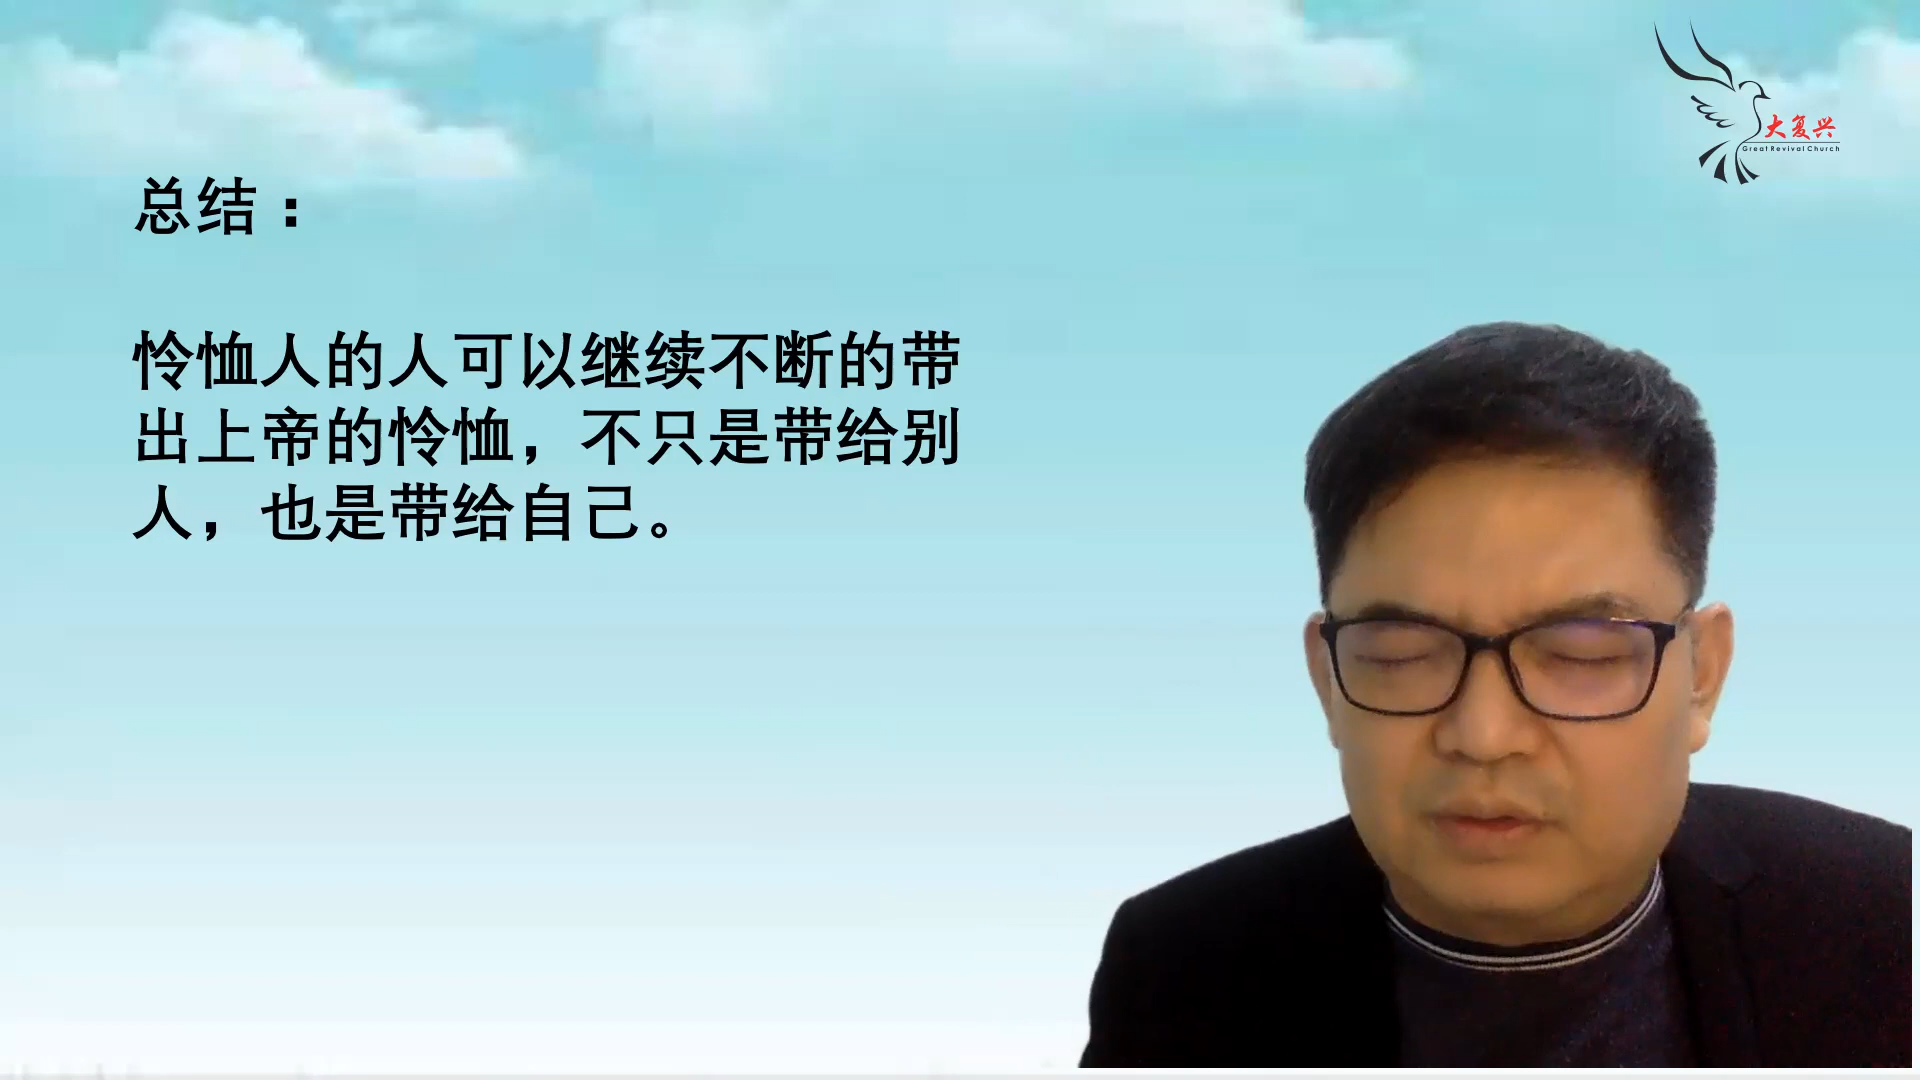 大复兴
Great Revival Church
总结：
怜恤人的人可以继续不断的带
出上帝的怜恤，不只是带给别
人，也是带给自己。